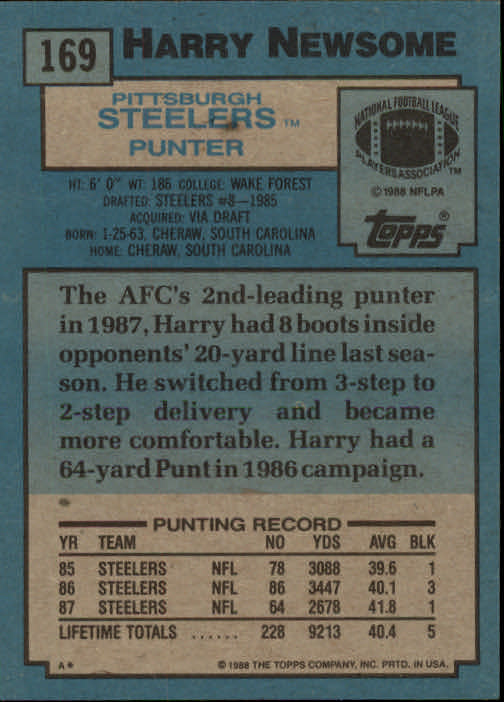 169 HARRY NEWSOME
PITTSBURGH
STEELERS TM
PUNTER
NATIONAL FOOTBALL LEAGUE
PLAYERS ASSOCIATION TM
© 1988 NFLPA
Topps®
HT: 6' 0" WT: 186 COLLEGE: WAKE FOREST
DRAFTED: STEELERS #8-1985
ACQUIRED: VIA DRAFT
BORN: 1-25-63, CHERAW, SOUTH CAROLINA
HOME: CHERAW, SOUTH CAROLINA
The AFC's 2nd-leading punter
in 1987, Harry had 8 boots inside
opponents' 20-yard line last sea-
son. He switched from 3-step to
2-step delivery and became
more comfortable. Harry had a
64-yard Punt in 1986 campaign.
PUNTING RECORD
YR TEAM NO YDS AVG BLK
85 STEELERS NFL 78 3088 39.6 1
86 STEELERS NFL 86 3447 40.1 3
87 STEELERS NFL 64 2678 41.8 1
LIFETIME TOTALS ...... 228 9213 40.4 5
A* © 1988 THE TOPPS COMPANY, INC. PRTD. IN USA.